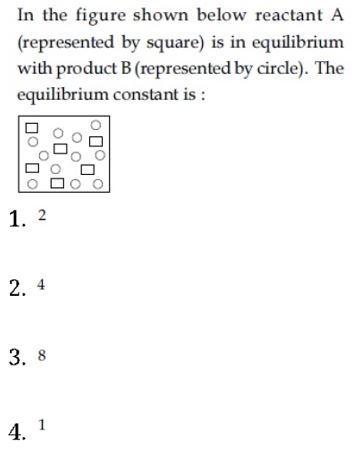 In the figure shown below reactant A
(represented by square) is in equilibrium
with product B (represented by circle). The
equilibrium constant is :
1. 2
2. 4
3. 8
4. 1